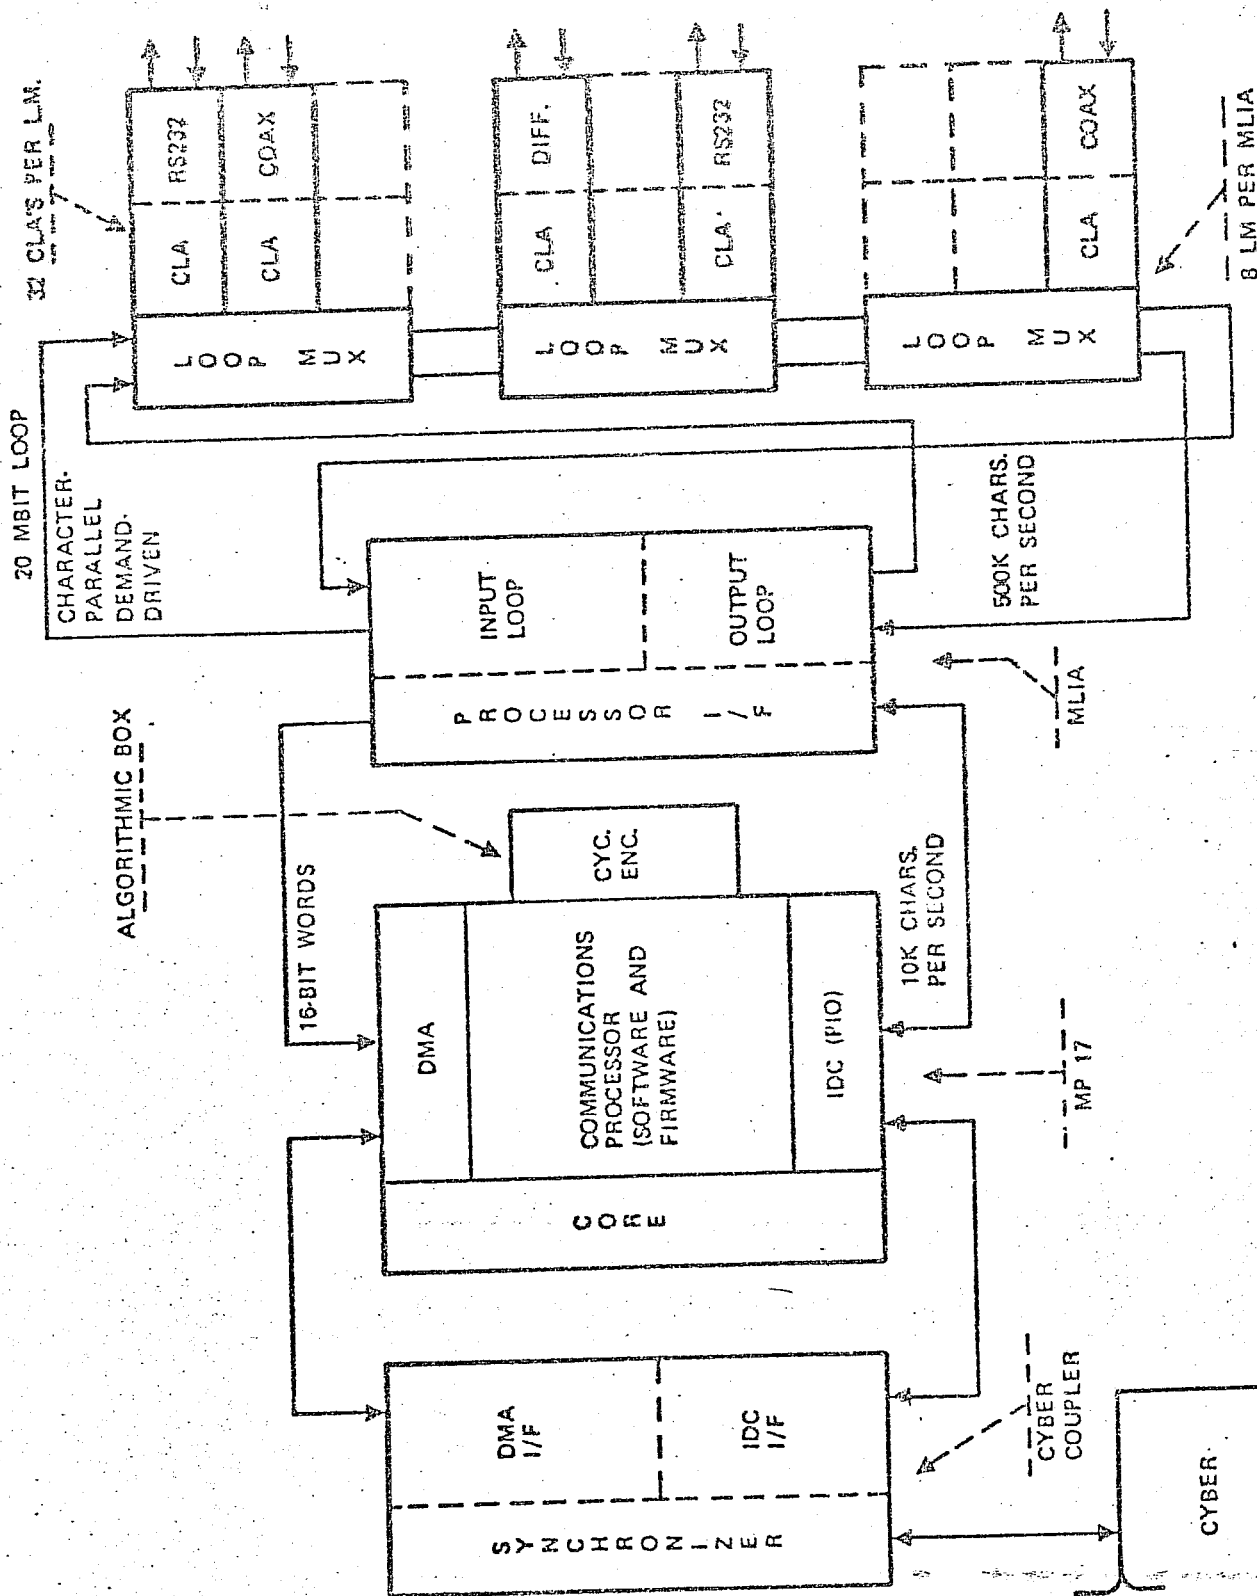 20 MBIT LOOP
32 CLA'S PER L.M.
CHARACTER-
PARALLEL
DEMAND-
DRIVEN
ALGORITHMIC BOX
16-BIT WORDS
SYNCHRONIZER
DMA
I/F
IDC
I/F
CORE
DMA
COMMUNICATIONS
PROCESSOR
(SOFTWARE AND
FIRMWARE)
IDC (PIO)
CYC.
ENC.
PROCESSOR I/F
INPUT
LOOP
OUTPUT
LOOP
LOOP MUX
CLA RS232
CLA COAX
LOOP MUX
CLA DIFF.
CLA RS232
LOOP MUX
CLA COAX
10K CHARS.
PER SECOND
500K CHARS.
PER SECOND
CYBER
COUPLER
MP 17
MLIA
8 LM PER MLIA
CYBER